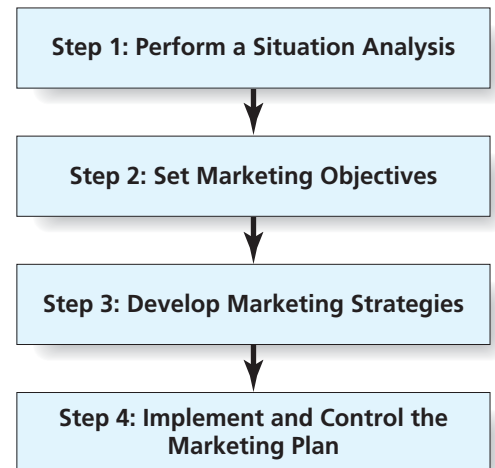 Step 1: Perform a Situation Analysis
Step 2: Set Marketing Objectives
Step 3: Develop Marketing Strategies
Step 4: Implement and Control the
Marketing Plan